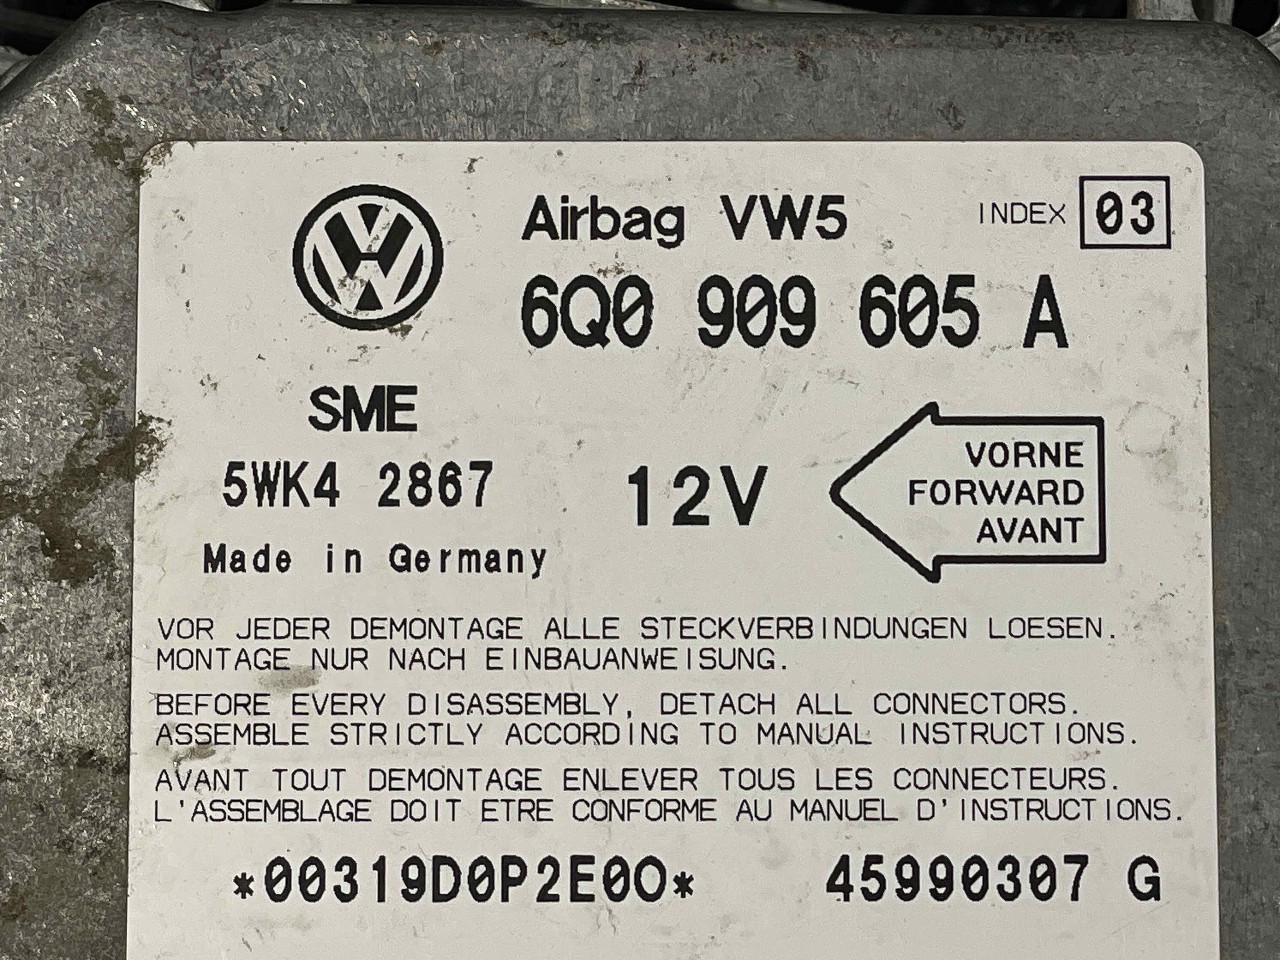 Airbag VW5 INDEX 03
6Q0 909 605 A
SME
5WK4 2867
12V
Made in Germany
VORNE
FORWARD
AVANT
VOR JEDER DEMONTAGE ALLE STECKVERBINDUNGEN LOESEN.
MONTAGE NUR NACH EINBAUANWEISUNG.
BEFORE EVERY DISASSEMBLY, DETACH ALL CONNECTORS.
ASSEMBLE STRICTLY ACCORDING TO MANUAL INSTRUCTIONS.
AVANT TOUT DEMONTAGE ENLEVER TOUS LES CONNECTEURS.
L'ASSEMBLAGE DOIT ETRE CONFORME AU MANUEL D'INSTRUCTIONS.
*00319D0P2E0O* 45990307 G